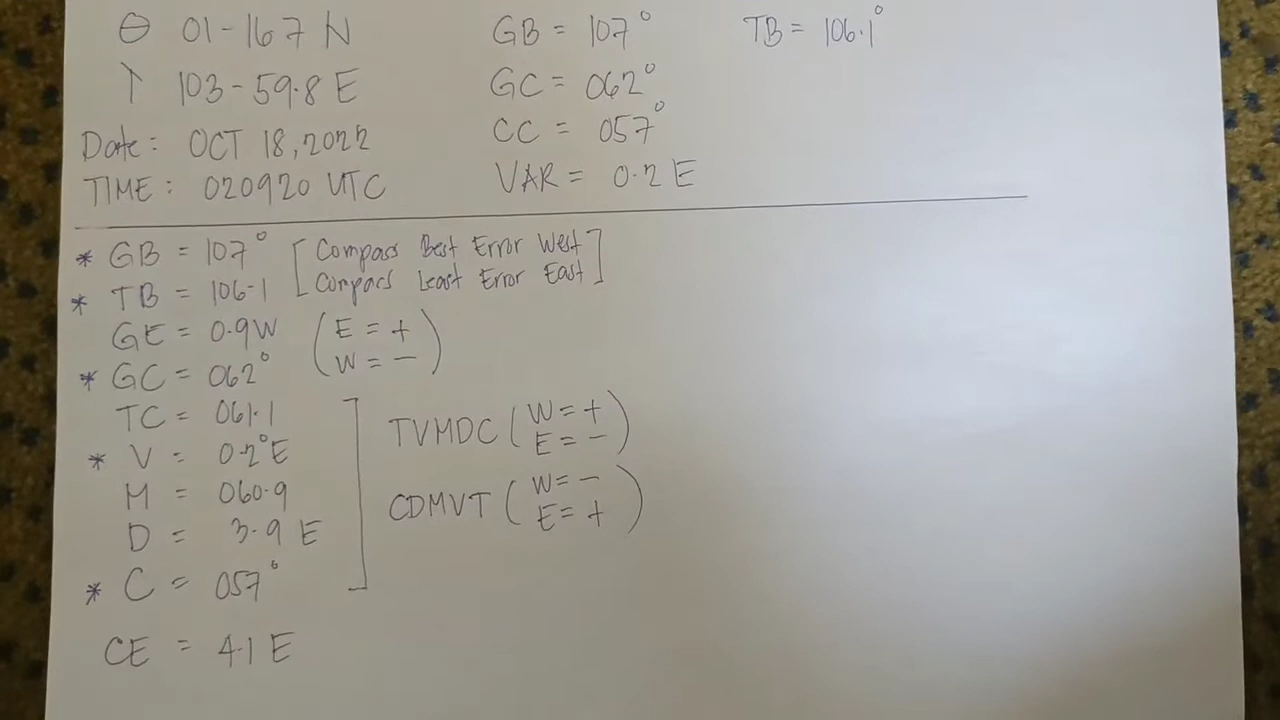 θ 01-16.7 N
λ 103-59.8 E
Date: OCT 18, 2022
TIME: 020920 UTC
GB = 107°
GC = 062°
CC = 057°
VAR = 0.2 E
TB = 106.1°
* GB = 107° [Compass Best Error West
* TB = 106.1 Compass Least Error East]
GE = 0.9W (E = +
W = -)
* GC = 062°
TC = 061.1
* V = 0.2°E
M = 060.9
D = 3.9 E
* C = 057°
TVMDC (W = +
E = -)
CDMVT (W = -
E = +)
CE = 4.1 E